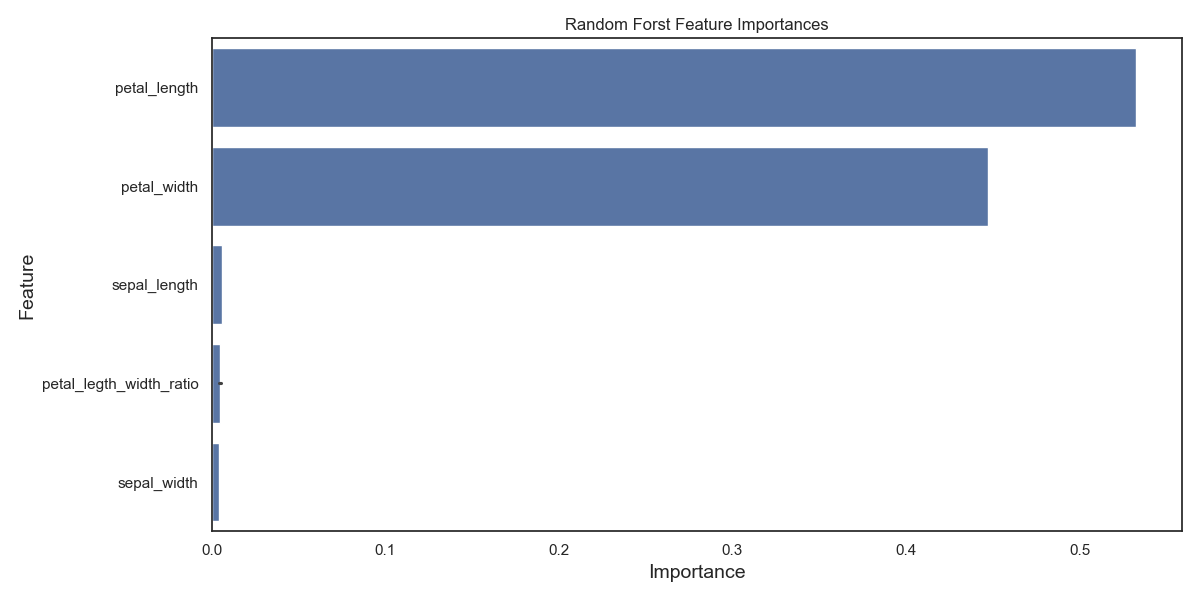 Random Forst Feature Importances
petal_length
petal_width
sepal_length
petal_legth_width_ratio
sepal_width
Feature
0.0 0.1 0.2 0.3 0.4 0.5
Importance